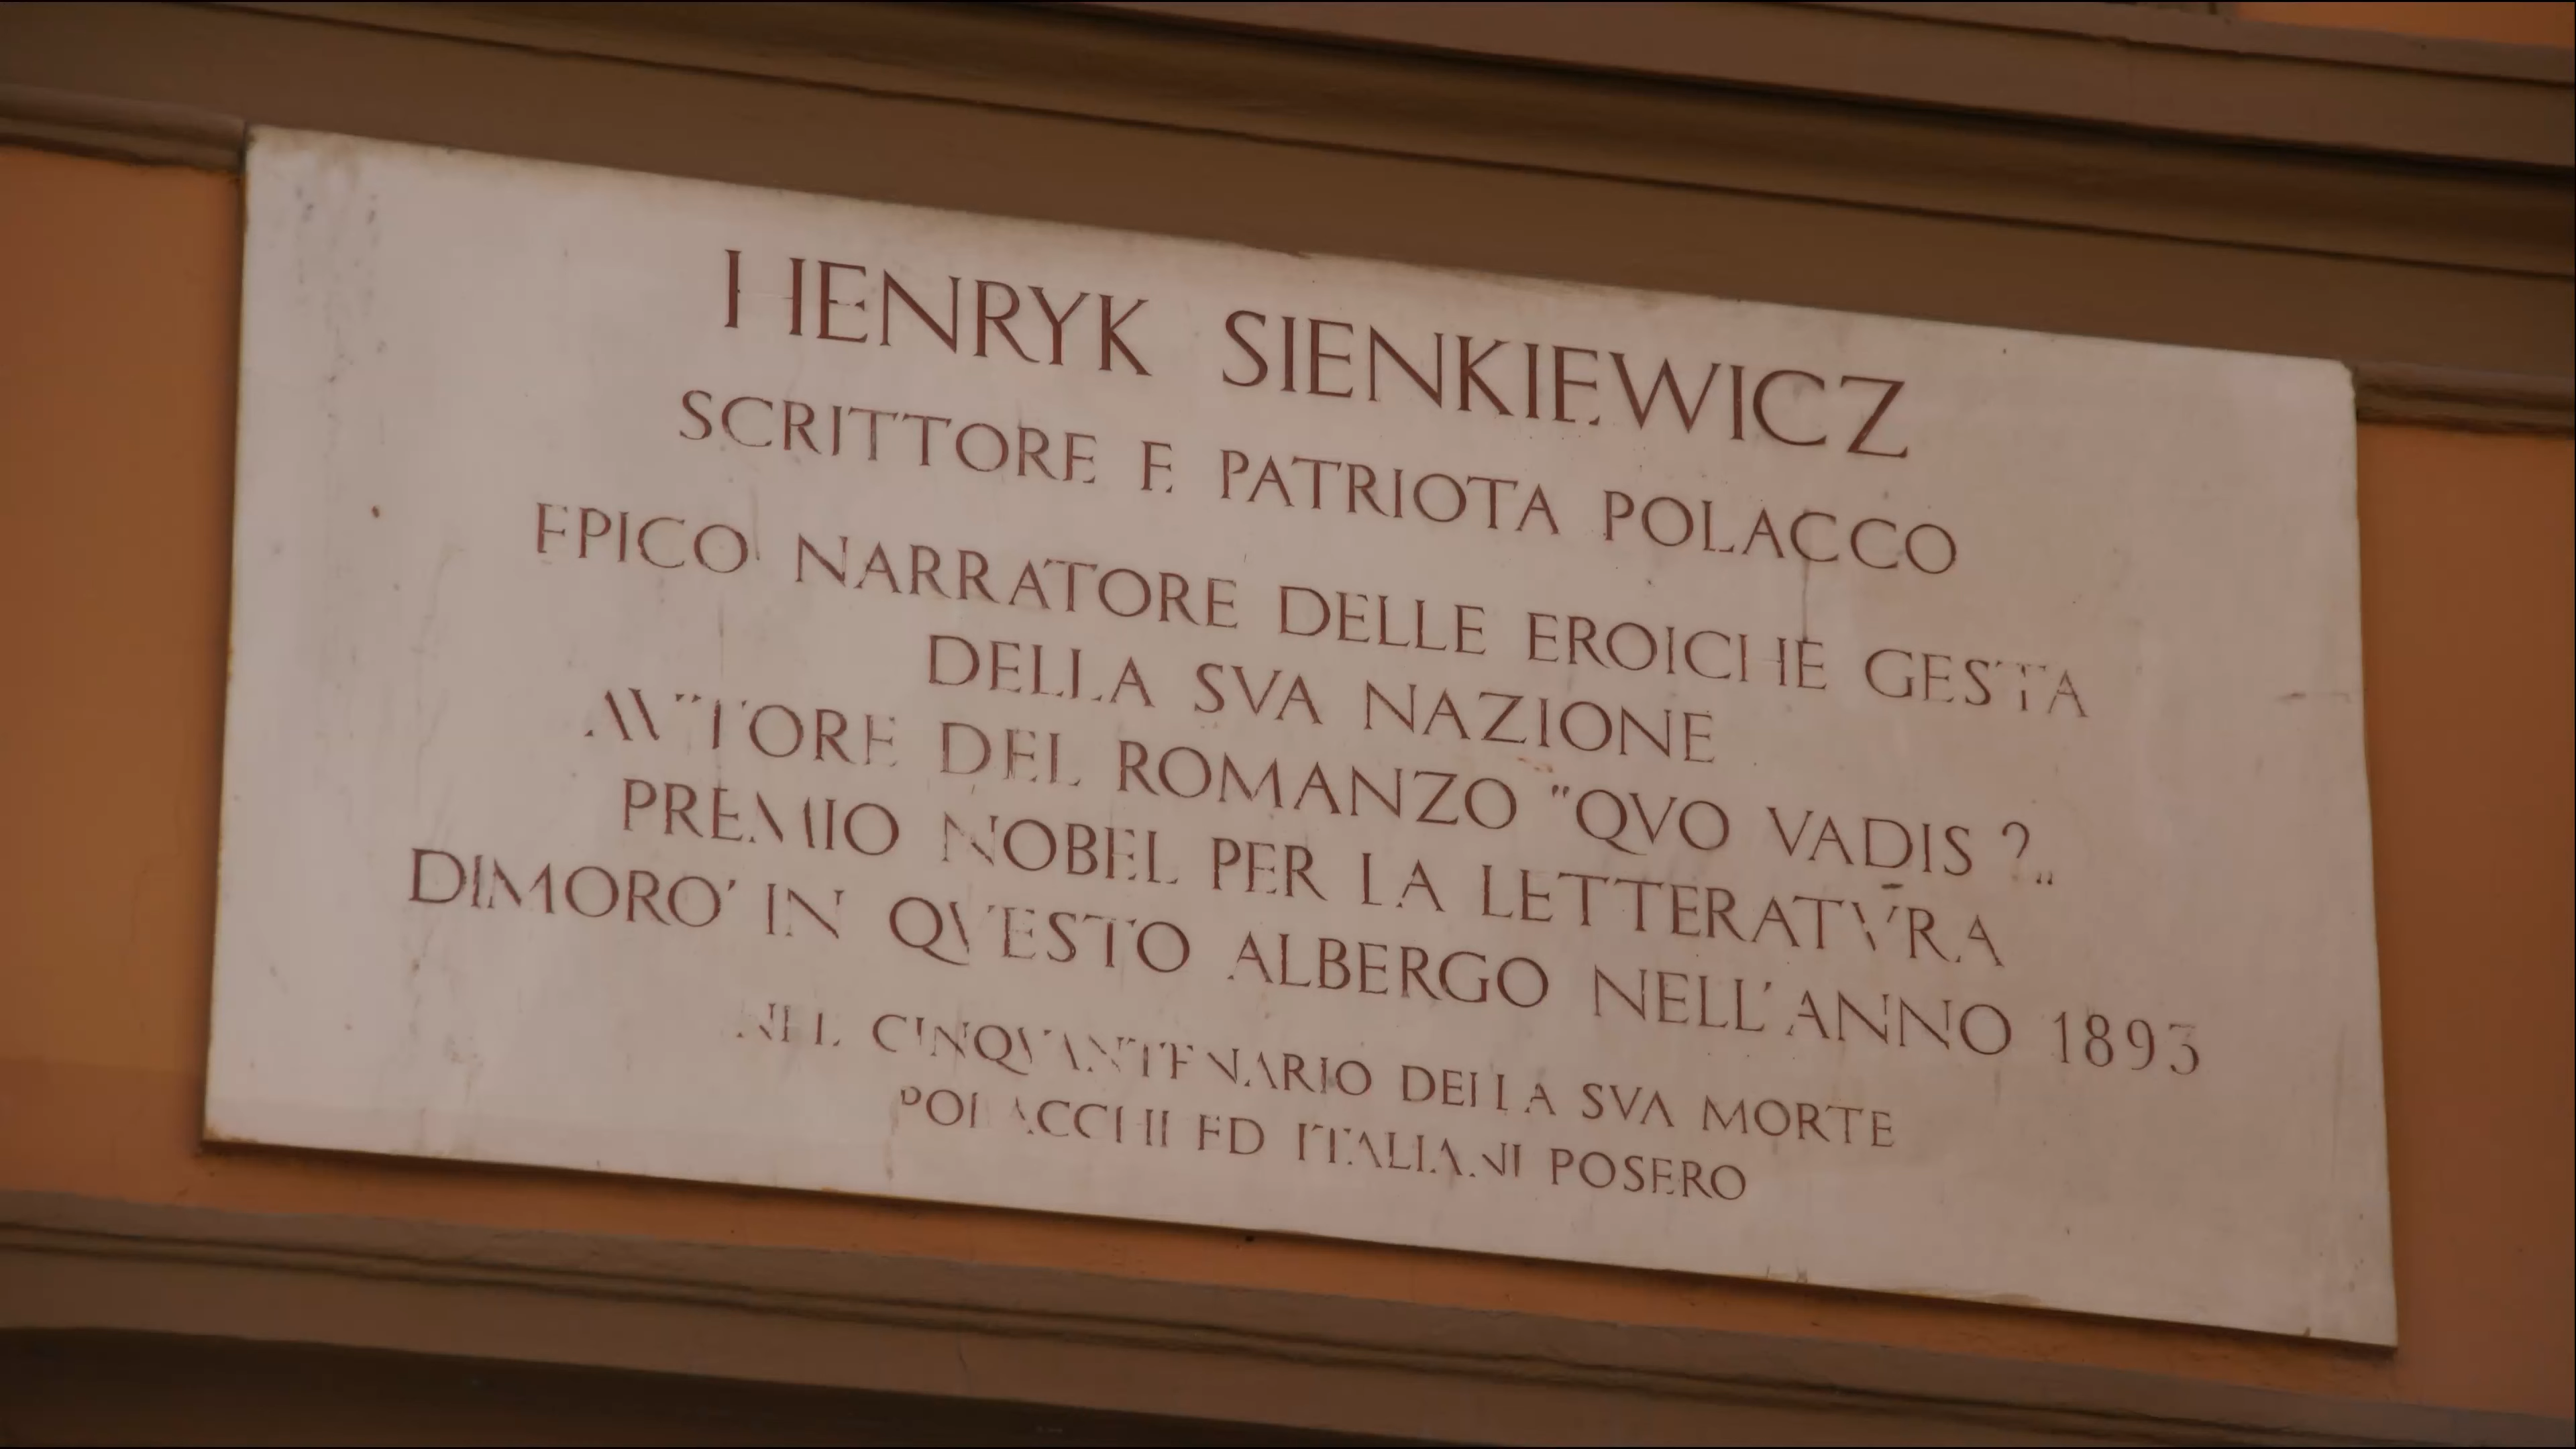 HENRYK SIENKIEWICZ
SCRITTORE E PATRIOTA POLACCO
EPICO NARRATORE DELLE EROICHE GESTA
DELLA SVA NAZIONE
AVTORE DEL ROMANZO "QVO VADIS ?„
PREMIO NOBEL PER LA LETTERATVRA
DIMORO' IN QVESTO ALBERGO NELL'ANNO 1893
NEL CINQVANTENARIO DELLA SVA MORTE
POLACCHI ED ITALIANI POSERO